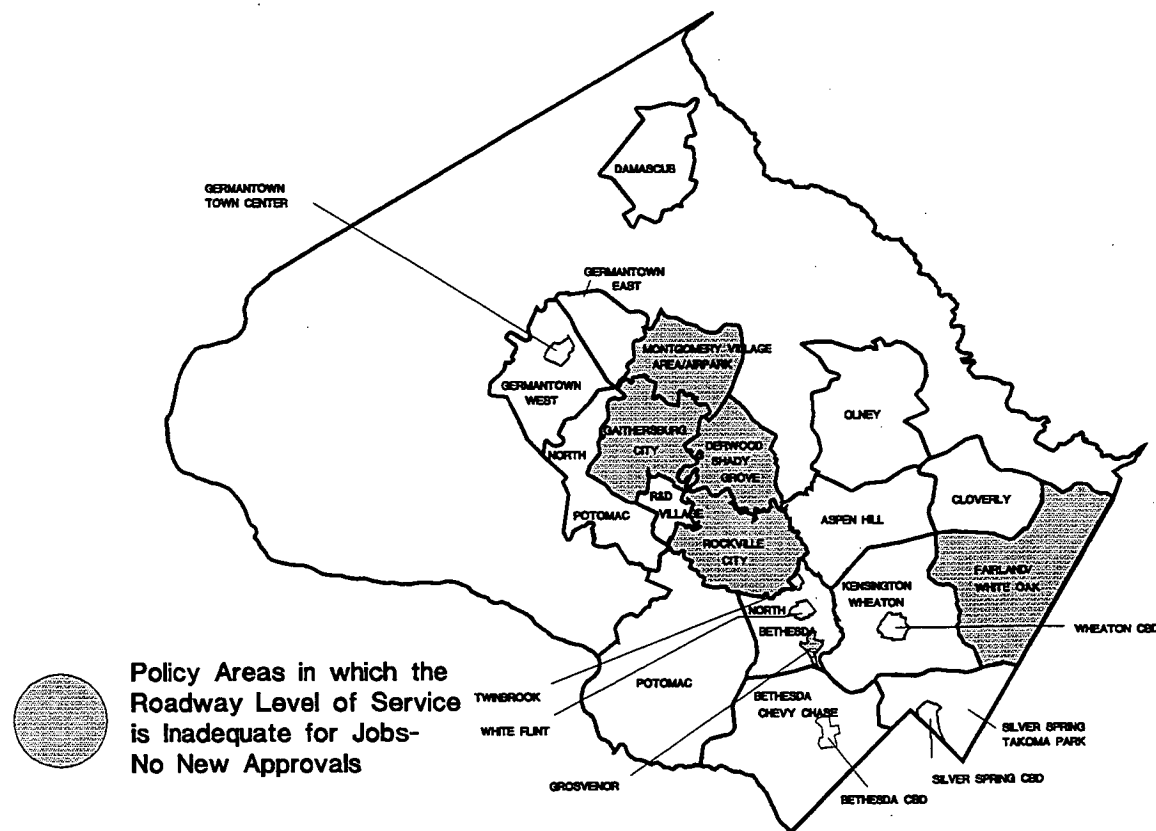 DAMASCUS
GERMANTOWN
TOWN CENTER
GERMANTOWN
EAST
MONTGOMERY VILLAGE
AREA/AIRPARK
GERMANTOWN
WEST
OLNEY
GAITHERSBURG
CITY
DERWOOD
SHADY
GROVE
NORTH
POTOMAC
R&D
VILLAGE
CLOVERLY
ASPEN HILL
ROCKVILLE
CITY
FAIRLAND/
WHITE OAK
KENSINGTON
WHEATON
NORTH
BETHESDA
WHEATON CBD
Policy Areas in which the
Roadway Level of Service
is Inadequate for Jobs-
No New Approvals
TWINBROOK
WHITE FLINT
GROSVENOR
POTOMAC
BETHESDA
CHEVY CHASE
SILVER SPRING
TAKOMA PARK
SILVER SPRING CBD
BETHESDA CBD